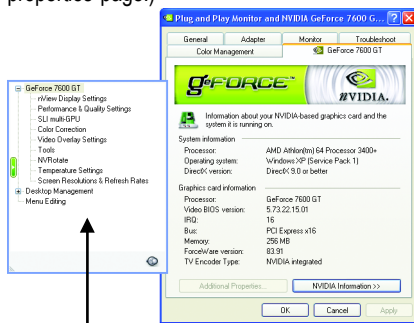 properties page.)
Plug and Play Monitor and NVIDIA GeForce 7600 G...
General Adapter Monitor Troubleshoot
Color Management GeForce 7600 GT
GeFORCE
NVIDIA.
Information about your NVIDIA-based graphics card and the
system it is running on.
System information
Processor: AMD Athlon(tm) 64 Processor 3400+
Operating system: Windows XP (Service Pack 1)
DirectX version: DirectX 9.0 or better
Graphics card information
Processor: GeForce 7600 GT
Video BIOS version: 5.73.22.15.01
IRQ: 16
Bus: PCI Express x16
Memory: 256 MB
ForceWare version: 83.91
TV Encoder Type: NVIDIA integrated
Additional Properties... NVIDIA Information >>
OK Cancel Apply
GeForce 7600 GT
nView Display Settings
Performance & Quality Settings
SLI multi-GPU
Color Correction
Video Overlay Settings
Tools
NVRotate
Temperature Settings
Screen Resolutions & Refresh Rates
Desktop Management
Menu Editing